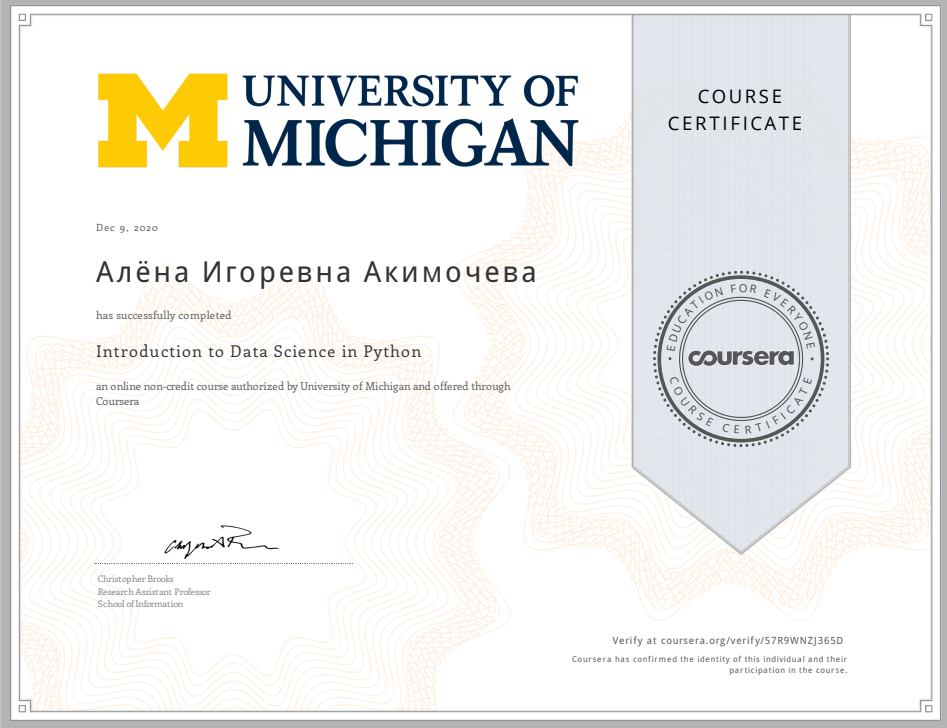 UNIVERSITY OF
MICHIGAN
COURSE
CERTIFICATE
Dec 9, 2020
Алёна Игоревна Акимочева
has successfully completed
Introduction to Data Science in Python
an online non-credit course authorized by University of Michigan and offered through
Coursera
EDUCATION FOR EVERYONE
coursera
COURSE CERTIFICATE
Christopher Brooks
Research Assistant Professor
School of Information
Verify at coursera.org/verify/57R9WNZJ365D
Coursera has confirmed the identity of this individual and their
participation in the course.